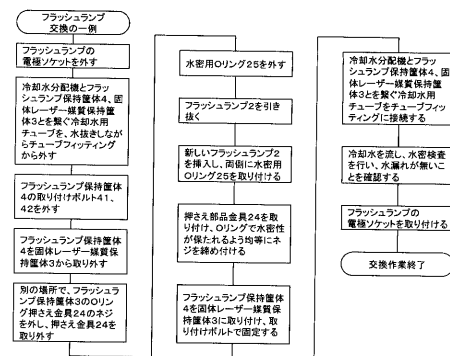 フラッシュランプ
交換の一例
フラッシュランプの
電極ソケットを外す
冷却水分配機とフラッ
シュランプ保持筐体4、固
体レーザー媒質保持筐
体3とを繋ぐ冷却水用
チューブを、水抜きしなが
らチューブフィッティング
から外す
フラッシュランプ保持筐体
4の取り付けボルト41、
42を外す
フラッシュランプ保持筐体
4を固体レーザー媒質保
持筐体3から取り外す
別の場所で、フラッシュラ
ンプ保持筐体3のOリン
グ押さえ金具24のネジ
を外し、押さえ金具24を
取り外す
水密用Oリング25を外す
フラッシュランプ2を引き
抜く
新しいフラッシュランプ2
を挿入し、両側に水密用
Oリング25を取り付ける
押さえ部品金具24を取
り付け、Oリングで水密性
が保たれるよう均等にネ
ジを締め付ける
フラッシュランプ保持筐体
4を固体レーザー媒質保
持筐体3に取り付け、取
り付けボルトで固定する
冷却水分配機とフラッ
シュランプ保持筐体4、固
体レーザー媒質保持筐
体3とを繋ぐ冷却水用
チューブをチューブフィッ
ティングに接続する
冷却水を流し、水密検査
を行い、水漏れが無いこ
とを確認する
フラッシュランプの
電極ソケットを取り付ける
交換作業終了